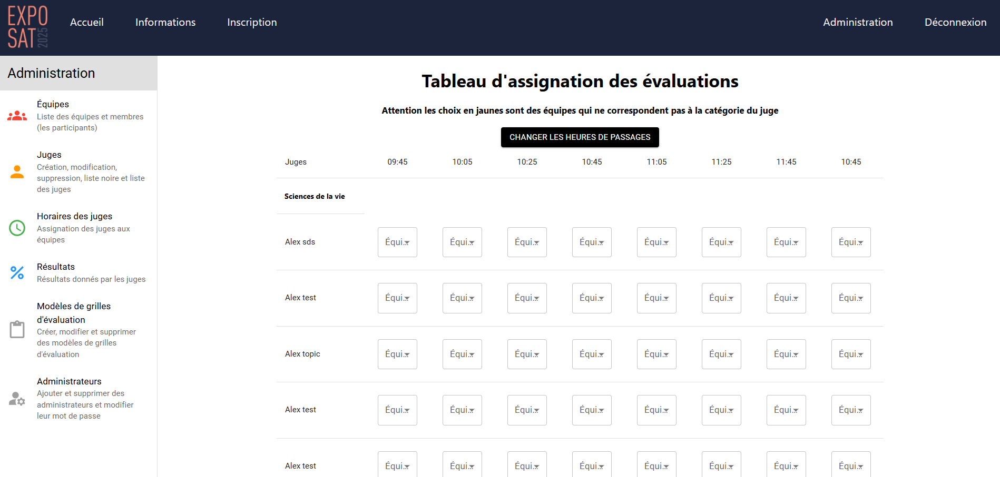 EXPO
SAT 2025
Accueil
Informations
Inscription
Administration
Déconnexion
Administration
Équipes
Liste des équipes et membres
(les participants)
Juges
Création, modification,
suppression, liste noire et liste
des juges
Horaires des juges
Assignation des juges aux
équipes
Résultats
Résultats donnés par les juges
Modèles de grilles
d'évaluation
Créer, modifier et supprimer
des modèles de grilles
d'évaluation
Administrateurs
Ajouter et supprimer des
administrateurs et modifier
leur mot de passe
Tableau d'assignation des évaluations
Attention les choix en jaunes sont des équipes qui ne correspondent pas à la catégorie du juge
CHANGER LES HEURES DE PASSAGES
Juges 09:45 10:05 10:25 10:45 11:05 11:25 11:45 10:45
Sciences de la vie
Alex sds Équi... Équi... Équi... Équi... Équi... Équi... Équi... Équi...
Alex test Équi... Équi... Équi... Équi... Équi... Équi... Équi... Équi...
Alex topic Équi... Équi... Équi... Équi... Équi... Équi... Équi... Équi...
Alex test Équi... Équi... Équi... Équi... Équi... Équi... Équi... Équi...
Alex test Équi... Équi... Équi... Équi... Équi... Équi... Équi... Équi...